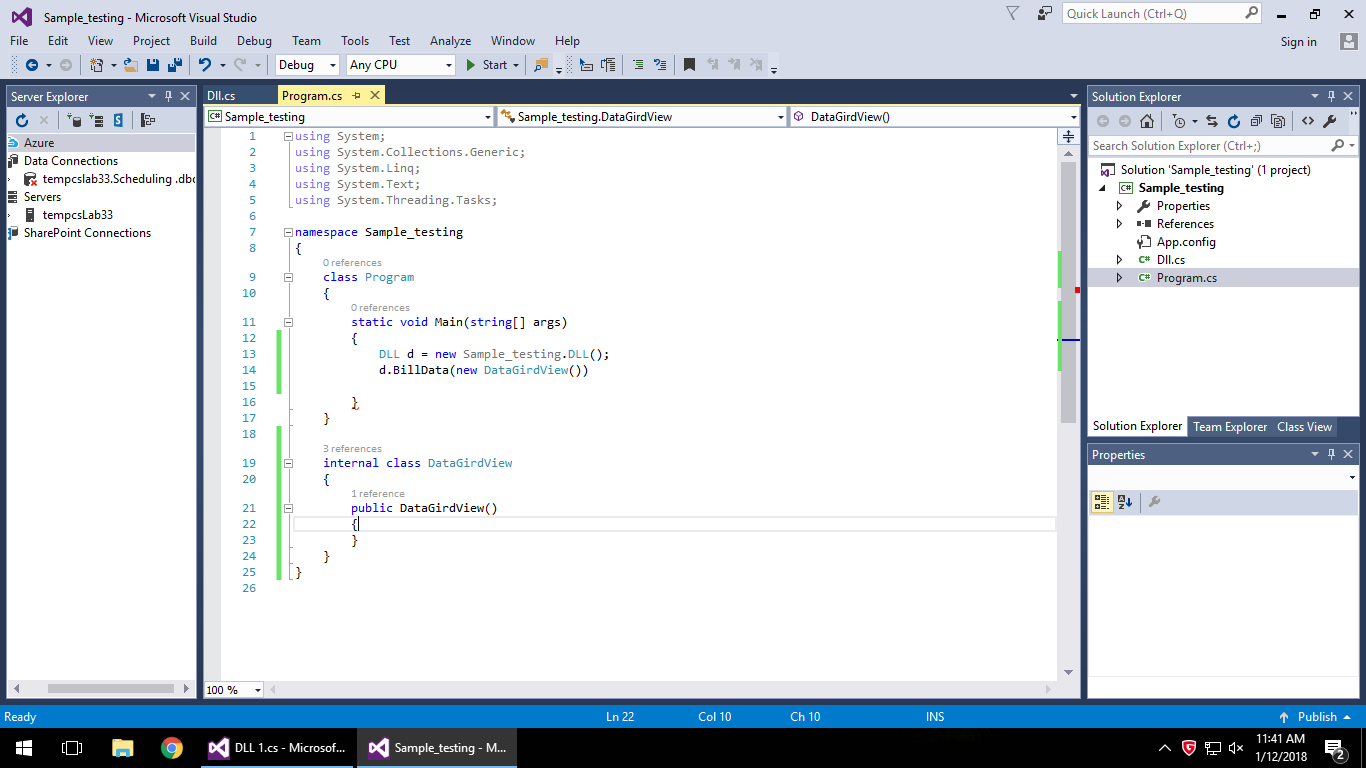 Sample_testing - Microsoft Visual Studio
Quick Launch (Ctrl+Q)
File Edit View Project Build Debug Team Tools Test Analyze Window Help
Sign in
Debug Any CPU Start
Server Explorer
Azure
Data Connections
tempcslab33.Scheduling .dbo
Servers
tempcsLab33
SharePoint Connections
Dll.cs Program.cs
Sample_testing Sample_testing.DataGirdView DataGirdView()
1 using System;
2 using System.Collections.Generic;
3 using System.Linq;
4 using System.Text;
5 using System.Threading.Tasks;
6
7 namespace Sample_testing
8 {
0 references
9 class Program
10 {
0 references
11 static void Main(string[] args)
12 {
13 DLL d = new Sample_testing.DLL();
14 d.BillData(new DataGirdView())
15
16 }
17 }
18
3 references
19 internal class DataGirdView
20 {
1 reference
21 public DataGirdView()
22 {
23 }
24 }
25 }
26
100 %
Solution Explorer
Search Solution Explorer (Ctrl+;)
Solution 'Sample_testing' (1 project)
Sample_testing
Properties
References
App.config
Dll.cs
Program.cs
Solution Explorer Team Explorer Class View
Properties
Ready Ln 22 Col 10 Ch 10 INS Publish
DLL 1.cs - Microsof... Sample_testing - M...
11:41 AM
1/12/2018
2